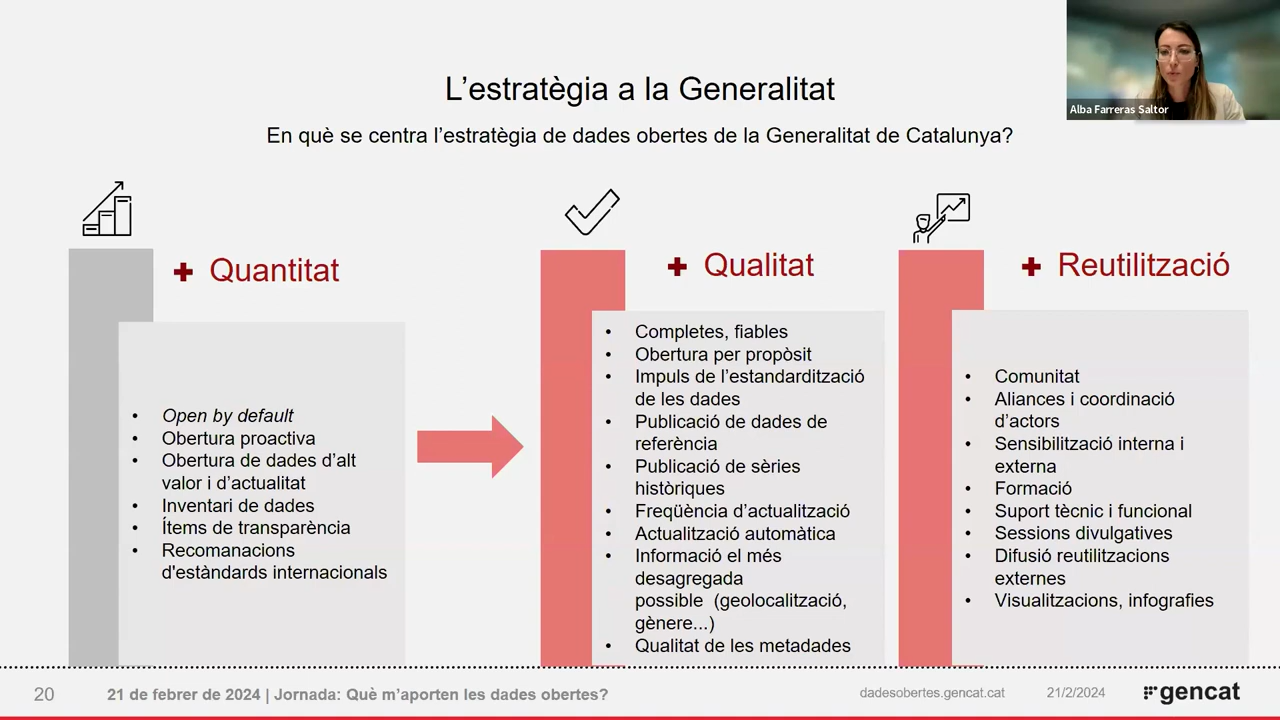 Alba Farreras Saltor
L’estratègia a la Generalitat
En què se centra l’estratègia de dades obertes de la Generalitat de Catalunya?
+ Quantitat
• Open by default
• Obertura proactiva
• Obertura de dades d’alt
valor i d’actualitat
• Inventari de dades
• Ítems de transparència
• Recomanacions
d'estàndards internacionals
+ Qualitat
• Completes, fiables
• Obertura per propòsit
• Impuls de l’estandardització
de les dades
• Publicació de dades de
referència
• Publicació de sèries
històriques
• Freqüència d’actualització
• Actualització automàtica
• Informació el més
desagregada
possible (geolocalització,
gènere...)
• Qualitat de les metadades
+ Reutilització
• Comunitat
• Aliances i coordinació
d’actors
• Sensibilització interna i
externa
• Formació
• Suport tècnic i funcional
• Sessions divulgatives
• Difusió reutilitzacions
externes
• Visualitzacions, infografies
20
21 de febrer de 2024 | Jornada: Què m’aporten les dades obertes?
dadesobertes.gencat.cat
21/2/2024
gencat